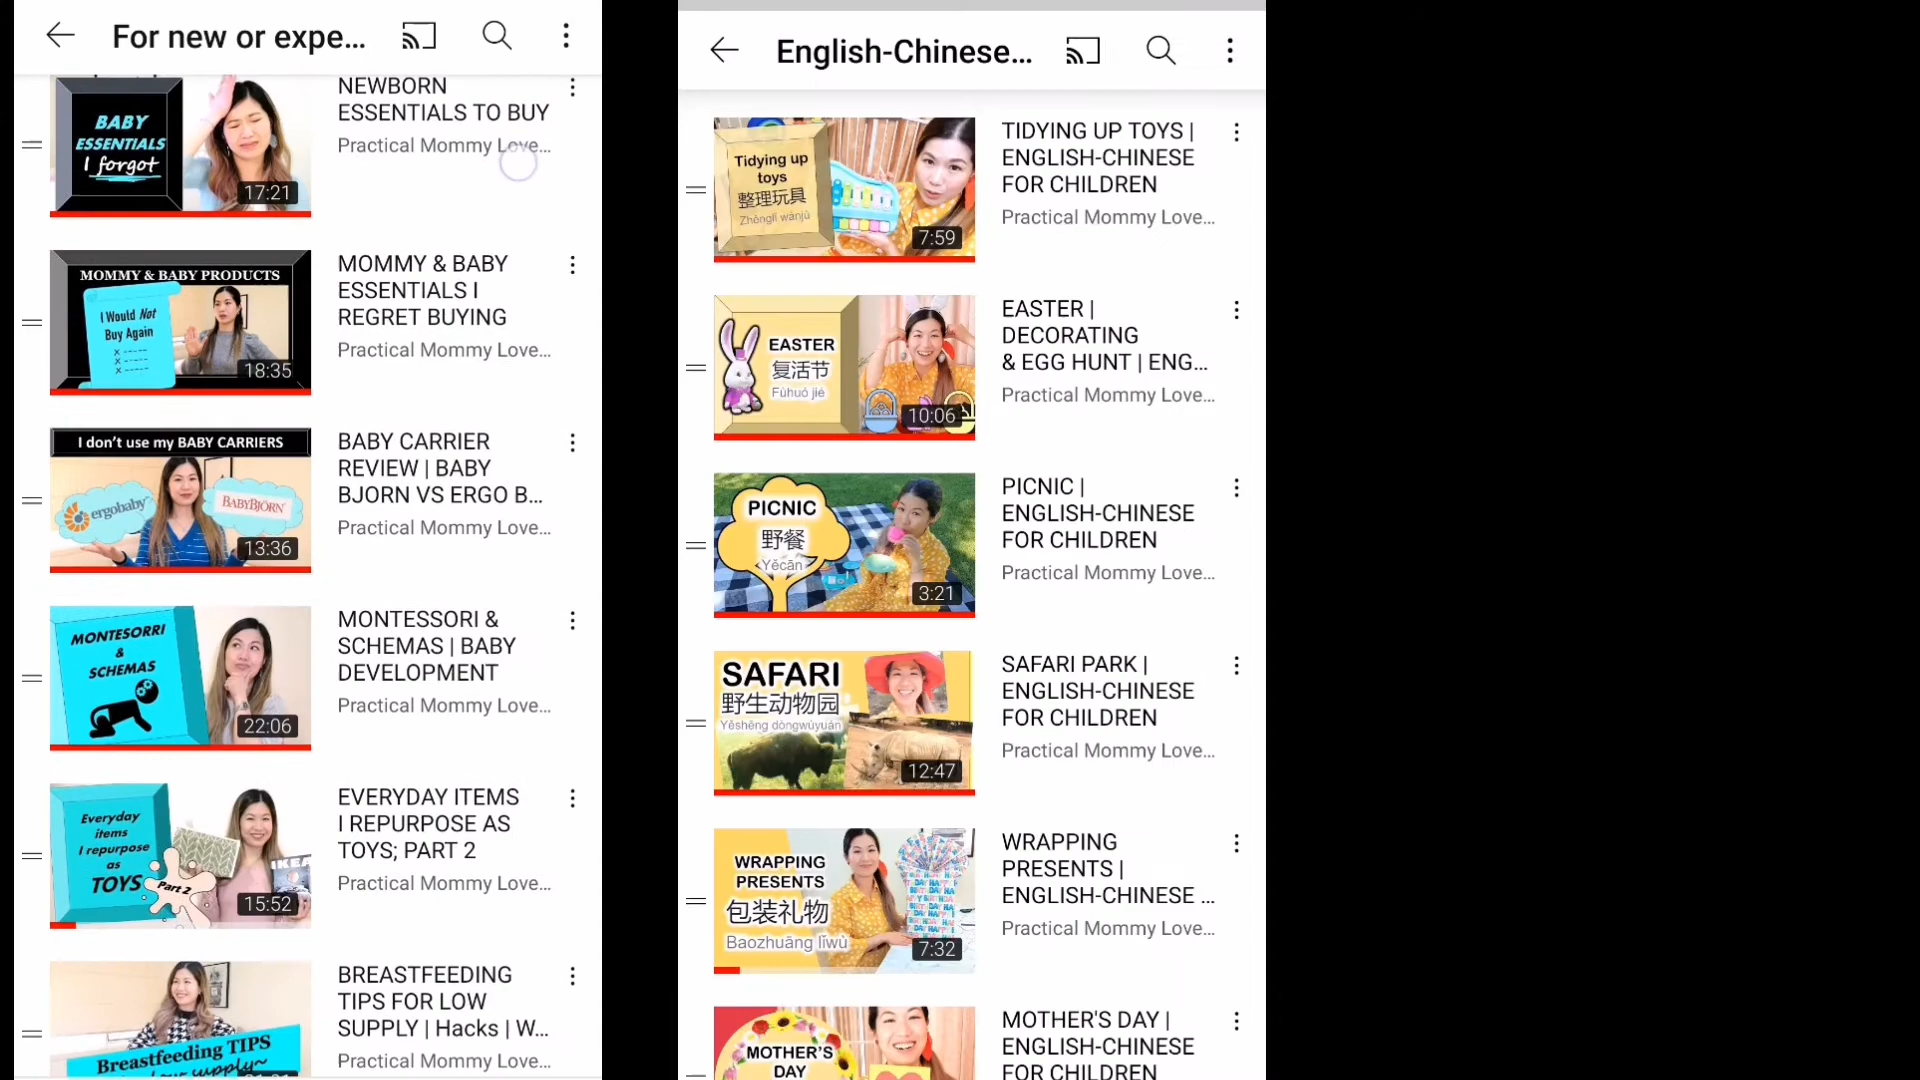 For new or expe...
BABY
ESSENTIALS
I forgot
17:21
NEWBORN
ESSENTIALS TO BUY
Practical Mommy Love...
MOMMY & BABY PRODUCTS
I Would Not
Buy Again
x -----
x -----
x -----
18:35
MOMMY & BABY
ESSENTIALS I
REGRET BUYING
Practical Mommy Love...
I don't use my BABY CARRIERS
ergobaby
BABYBJÖRN
13:36
BABY CARRIER
REVIEW | BABY
BJORN VS ERGO B...
Practical Mommy Love...
MONTESORRI
&
SCHEMAS
22:06
MONTESSORI &
SCHEMAS | BABY
DEVELOPMENT
Practical Mommy Love...
Everyday
items
I repurpose
as
TOYS
Part 2
IKEA
15:52
EVERYDAY ITEMS
I REPURPOSE AS
TOYS; PART 2
Practical Mommy Love...
Breastfeeding TIPS
supply~
BREASTFEEDING
TIPS FOR LOW
SUPPLY | Hacks | W...
Practical Mommy Love...
English-Chinese...
Tidying up
toys
整理玩具
Zhěnglǐ wánjù
7:59
TIDYING UP TOYS |
ENGLISH-CHINESE
FOR CHILDREN
Practical Mommy Love...
EASTER
复活节
Fùhuó jié
10:06
EASTER |
DECORATING
& EGG HUNT | ENG...
Practical Mommy Love...
PICNIC
野餐
Yěcān
3:21
PICNIC |
ENGLISH-CHINESE
FOR CHILDREN
Practical Mommy Love...
SAFARI
野生动物园
Yěshēng dòngwùyuán
12:47
SAFARI PARK |
ENGLISH-CHINESE
FOR CHILDREN
Practical Mommy Love...
WRAPPING
PRESENTS
包装礼物
Baozhuāng lǐwù
7:32
WRAPPING
PRESENTS |
ENGLISH-CHINESE ...
Practical Mommy Love...
MOTHER'S
DAY
MOTHER'S DAY |
ENGLISH-CHINESE
FOR CHILDREN